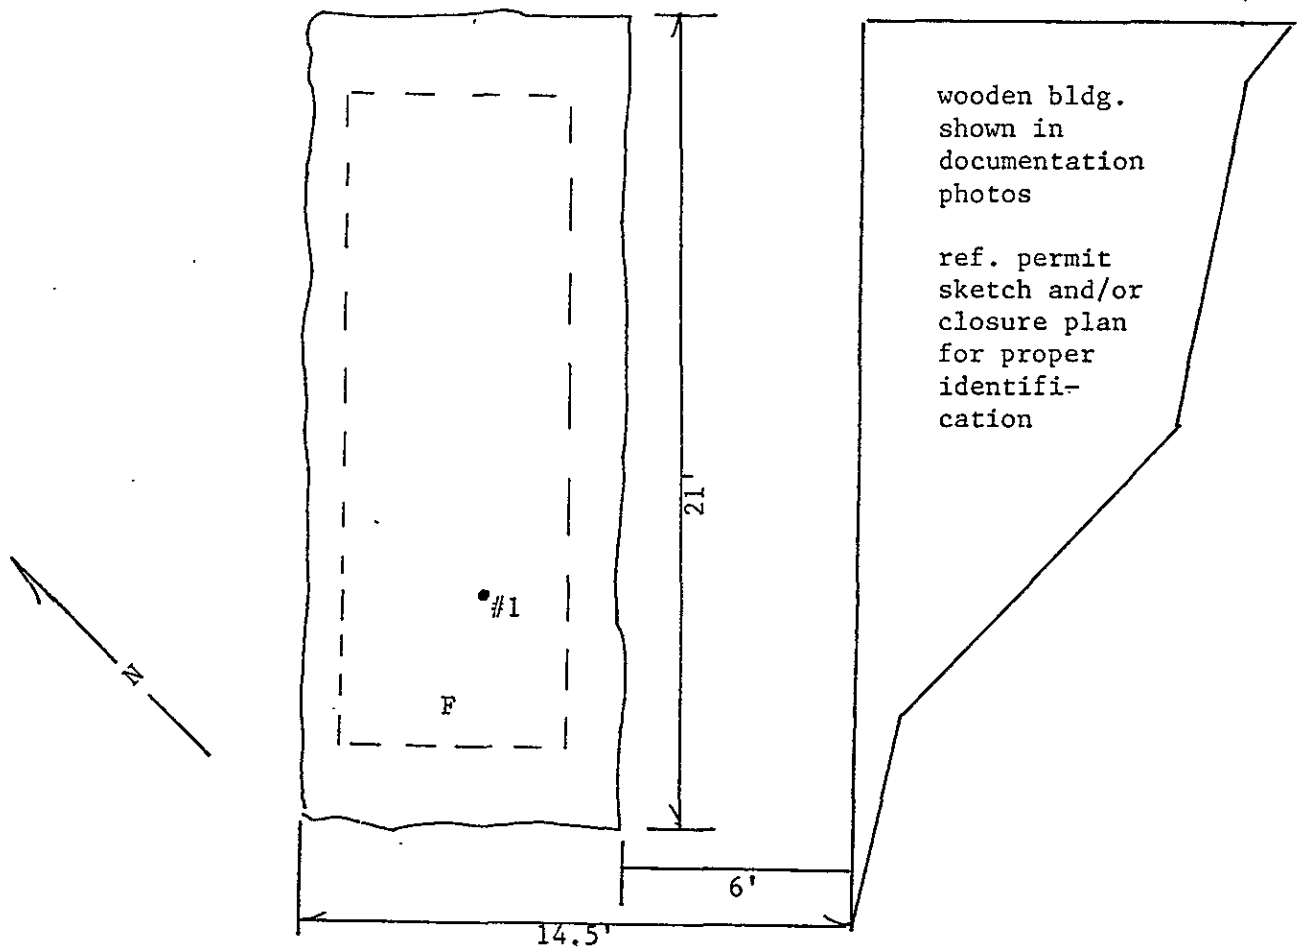 wooden bldg.
shown in
documentation
photos
ref. permit
sketch and/or
closure plan
for proper
identifi-
cation
21'
#1
N
F
6'
14.5'